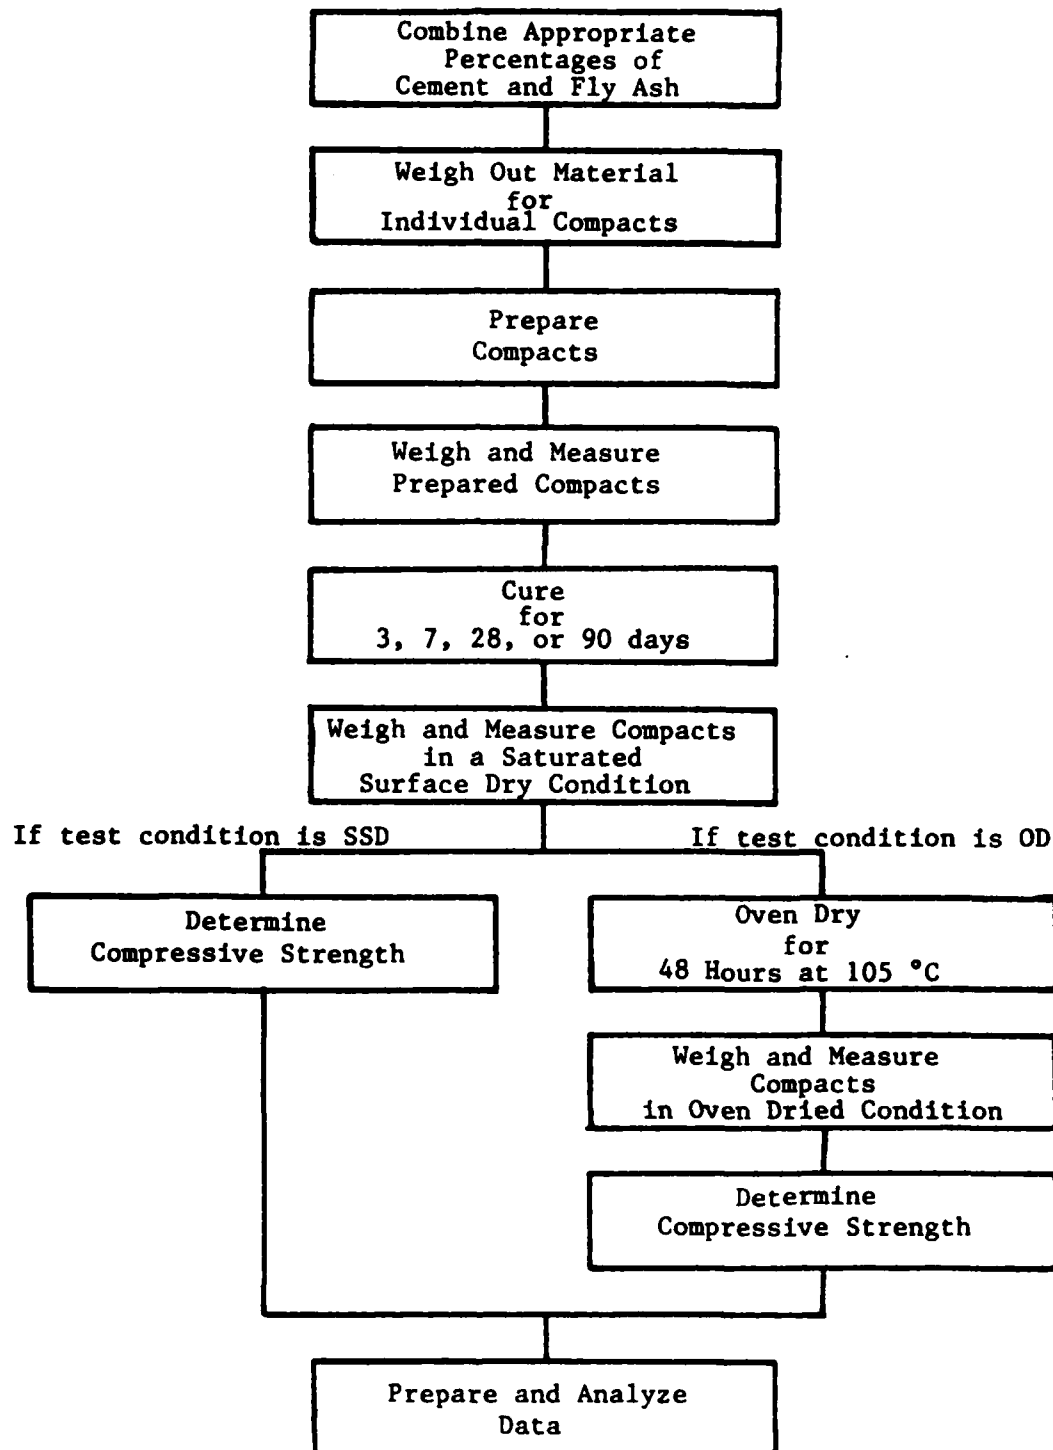 Combine Appropriate
Percentages of
Cement and Fly Ash
Weigh Out Material
for
Individual Compacts
Prepare
Compacts
Weigh and Measure
Prepared Compacts
Cure
for
3, 7, 28, or 90 days
Weigh and Measure Compacts
in a Saturated
Surface Dry Condition
If test condition is SSD
If test condition is OD
Determine
Compressive Strength
Oven Dry
for
48 Hours at 105 °C
Weigh and Measure
Compacts
in Oven Dried Condition
Determine
Compressive Strength
Prepare and Analyze
Data